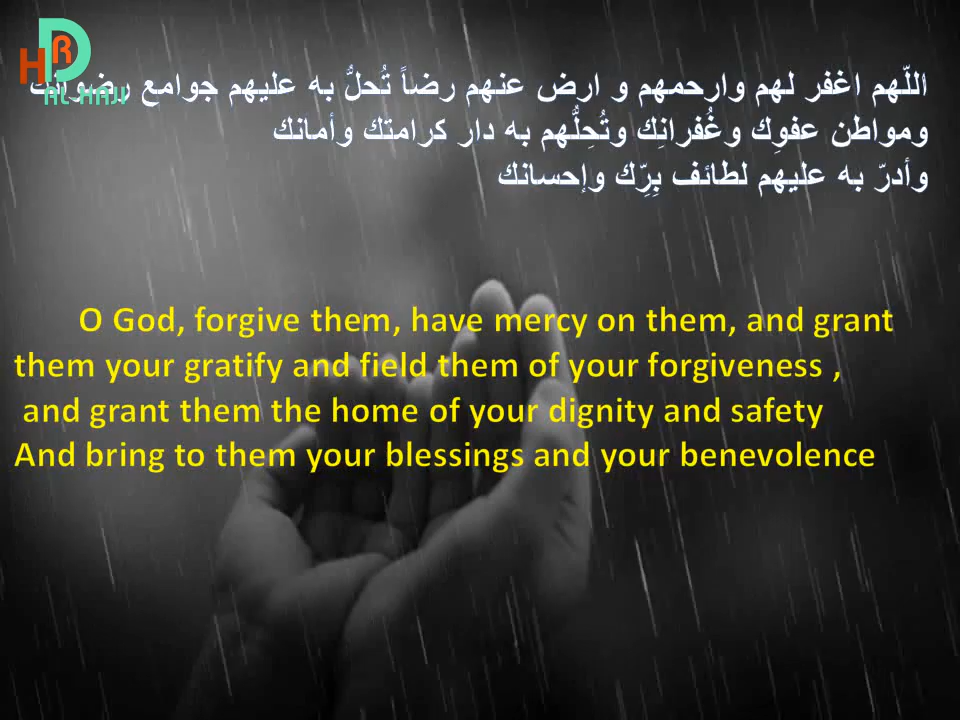 HRD
AL HAJI
اللّهم اغفر لهم وارحمهم و ارض عنهم رضاً تُحلُّ به عليهم جوامع رضوانك
ومواطن عفوِك وغُفرانِك وتُحِلُّهم به دار كرامتك وأمانك
وأدرّ به عليهم لطائف بِرِّك وإحسانك
O God, forgive them, have mercy on them, and grant
them your gratify and field them of your forgiveness ,
and grant them the home of your dignity and safety
And bring to them your blessings and your benevolence